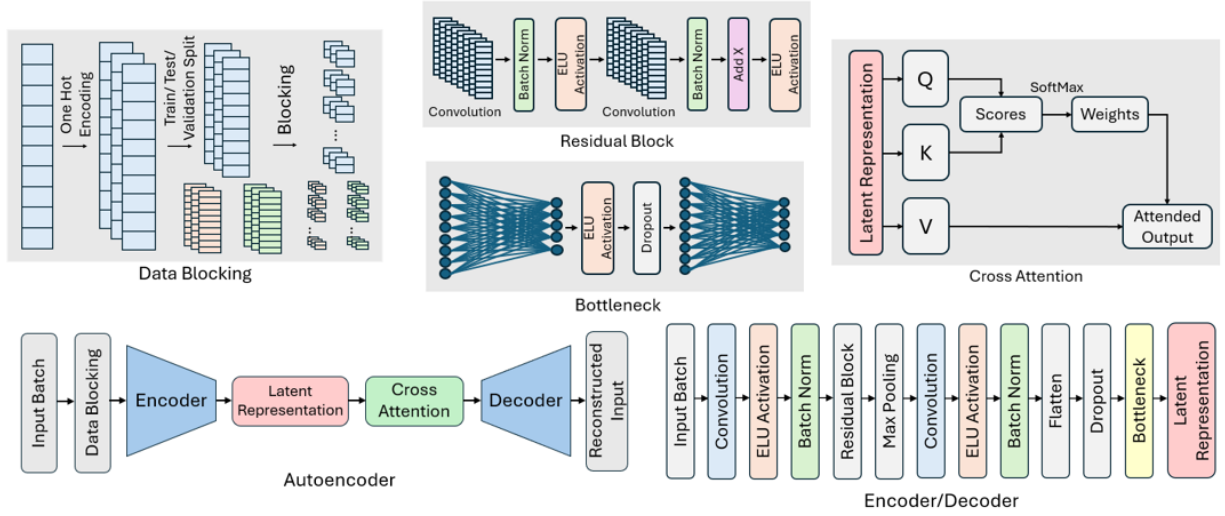 One Hot
Encoding
Train/ Test/
Validation Split
Blocking
...
...
...
Data Blocking
Convolution
Batch Norm
ELU
Activation
Convolution
Batch Norm
Add X
ELU
Activation
Residual Block
ELU
Activation
Dropout
Bottleneck
Latent Representation
Q
K
V
Scores
SoftMax
Weights
Attended
Output
Cross Attention
Input Batch
Data Blocking
Encoder
Latent
Representation
Cross
Attention
Decoder
Reconstructed
Input
Autoencoder
Input Batch
Convolution
ELU Activation
Batch Norm
Residual Block
Max Pooling
Convolution
ELU Activation
Batch Norm
Flatten
Dropout
Bottleneck
Latent
Representation
Encoder/Decoder